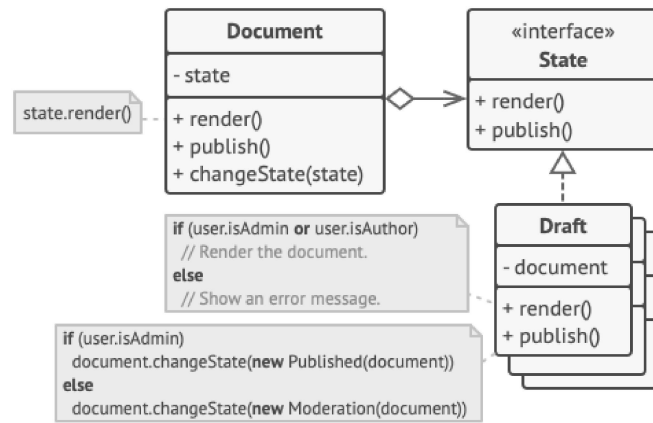 Document
- state
+ render()
+ publish()
+ changeState(state)
state.render()
«interface»
State
+ render()
+ publish()
Draft
- document
+ render()
+ publish()
if (user.isAdmin or user.isAuthor)
// Render the document.
else
// Show an error message.
if (user.isAdmin)
document.changeState(new Published(document))
else
document.changeState(new Moderation(document))